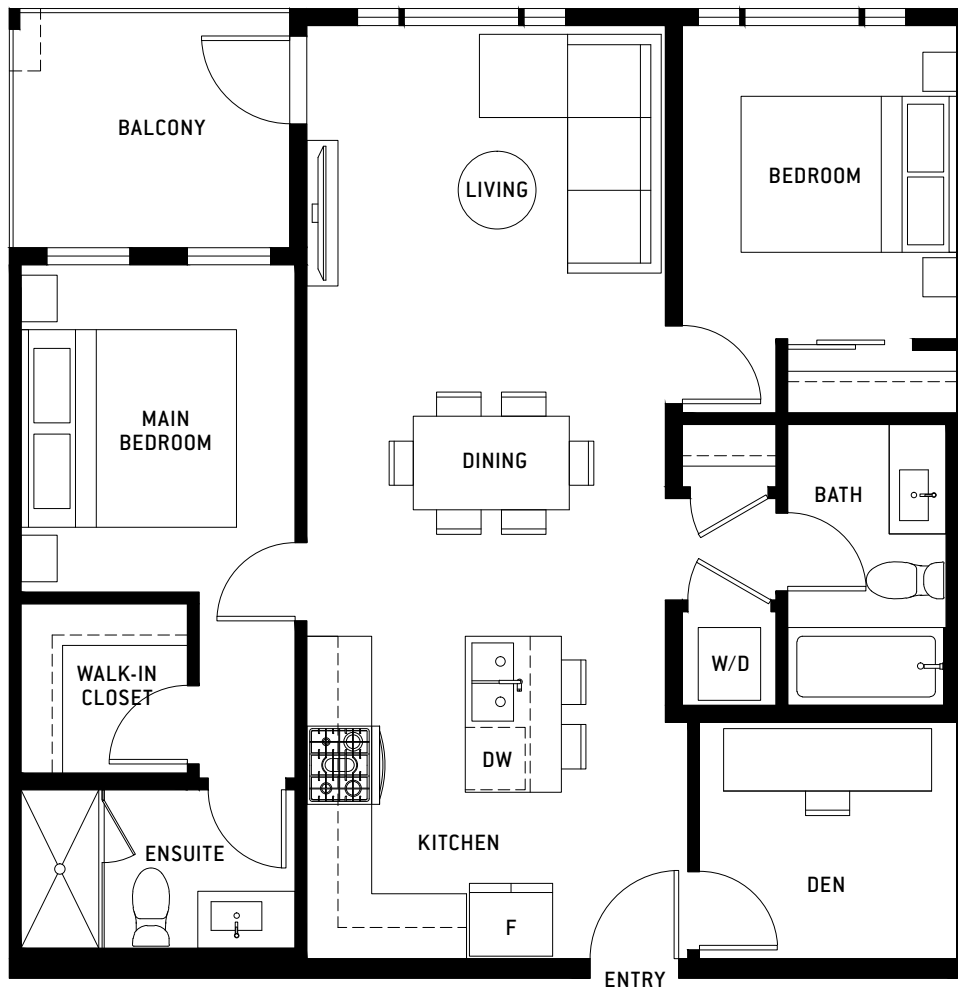 BALCONY
LIVING
BEDROOM
MAIN
BEDROOM
DINING
BATH
WALK-IN
CLOSET
W/D
DW
KITCHEN
ENSUITE
DEN
F
ENTRY